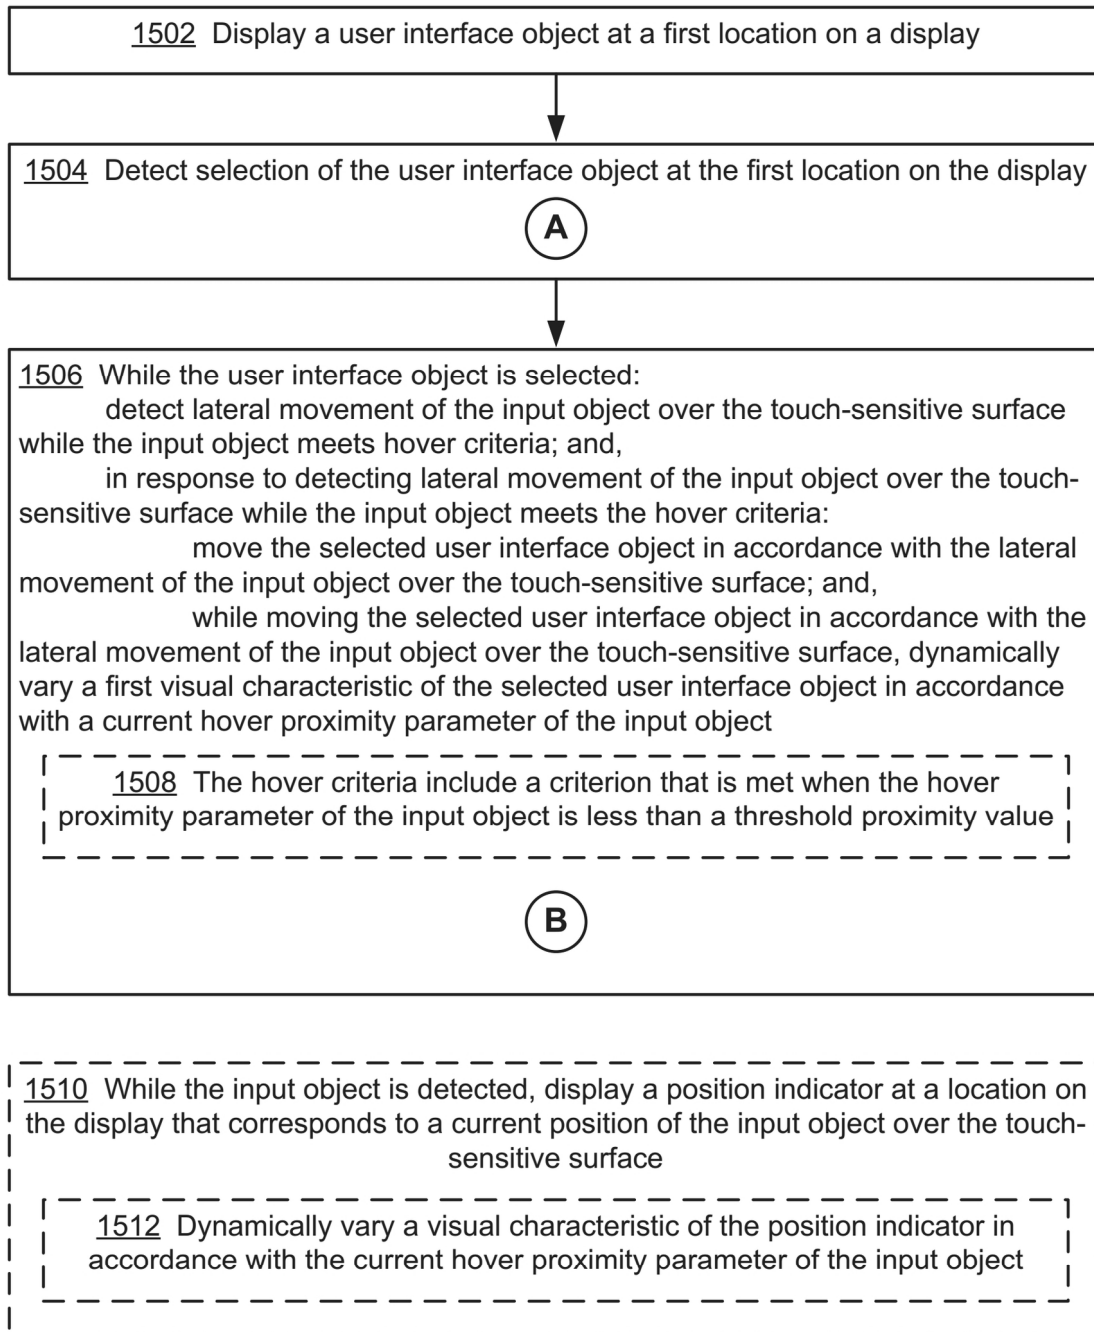 1502 Display a user interface object at a first location on a display
1504 Detect selection of the user interface object at the first location on the display
A
1506 While the user interface object is selected:
detect lateral movement of the input object over the touch-sensitive surface
while the input object meets hover criteria; and,
in response to detecting lateral movement of the input object over the touch-
sensitive surface while the input object meets the hover criteria:
move the selected user interface object in accordance with the lateral
movement of the input object over the touch-sensitive surface; and,
while moving the selected user interface object in accordance with the
lateral movement of the input object over the touch-sensitive surface, dynamically
vary a first visual characteristic of the selected user interface object in accordance
with a current hover proximity parameter of the input object
1508 The hover criteria include a criterion that is met when the hover
proximity parameter of the input object is less than a threshold proximity value
B
1510 While the input object is detected, display a position indicator at a location on
the display that corresponds to a current position of the input object over the touch-
sensitive surface
1512 Dynamically vary a visual characteristic of the position indicator in
accordance with the current hover proximity parameter of the input object